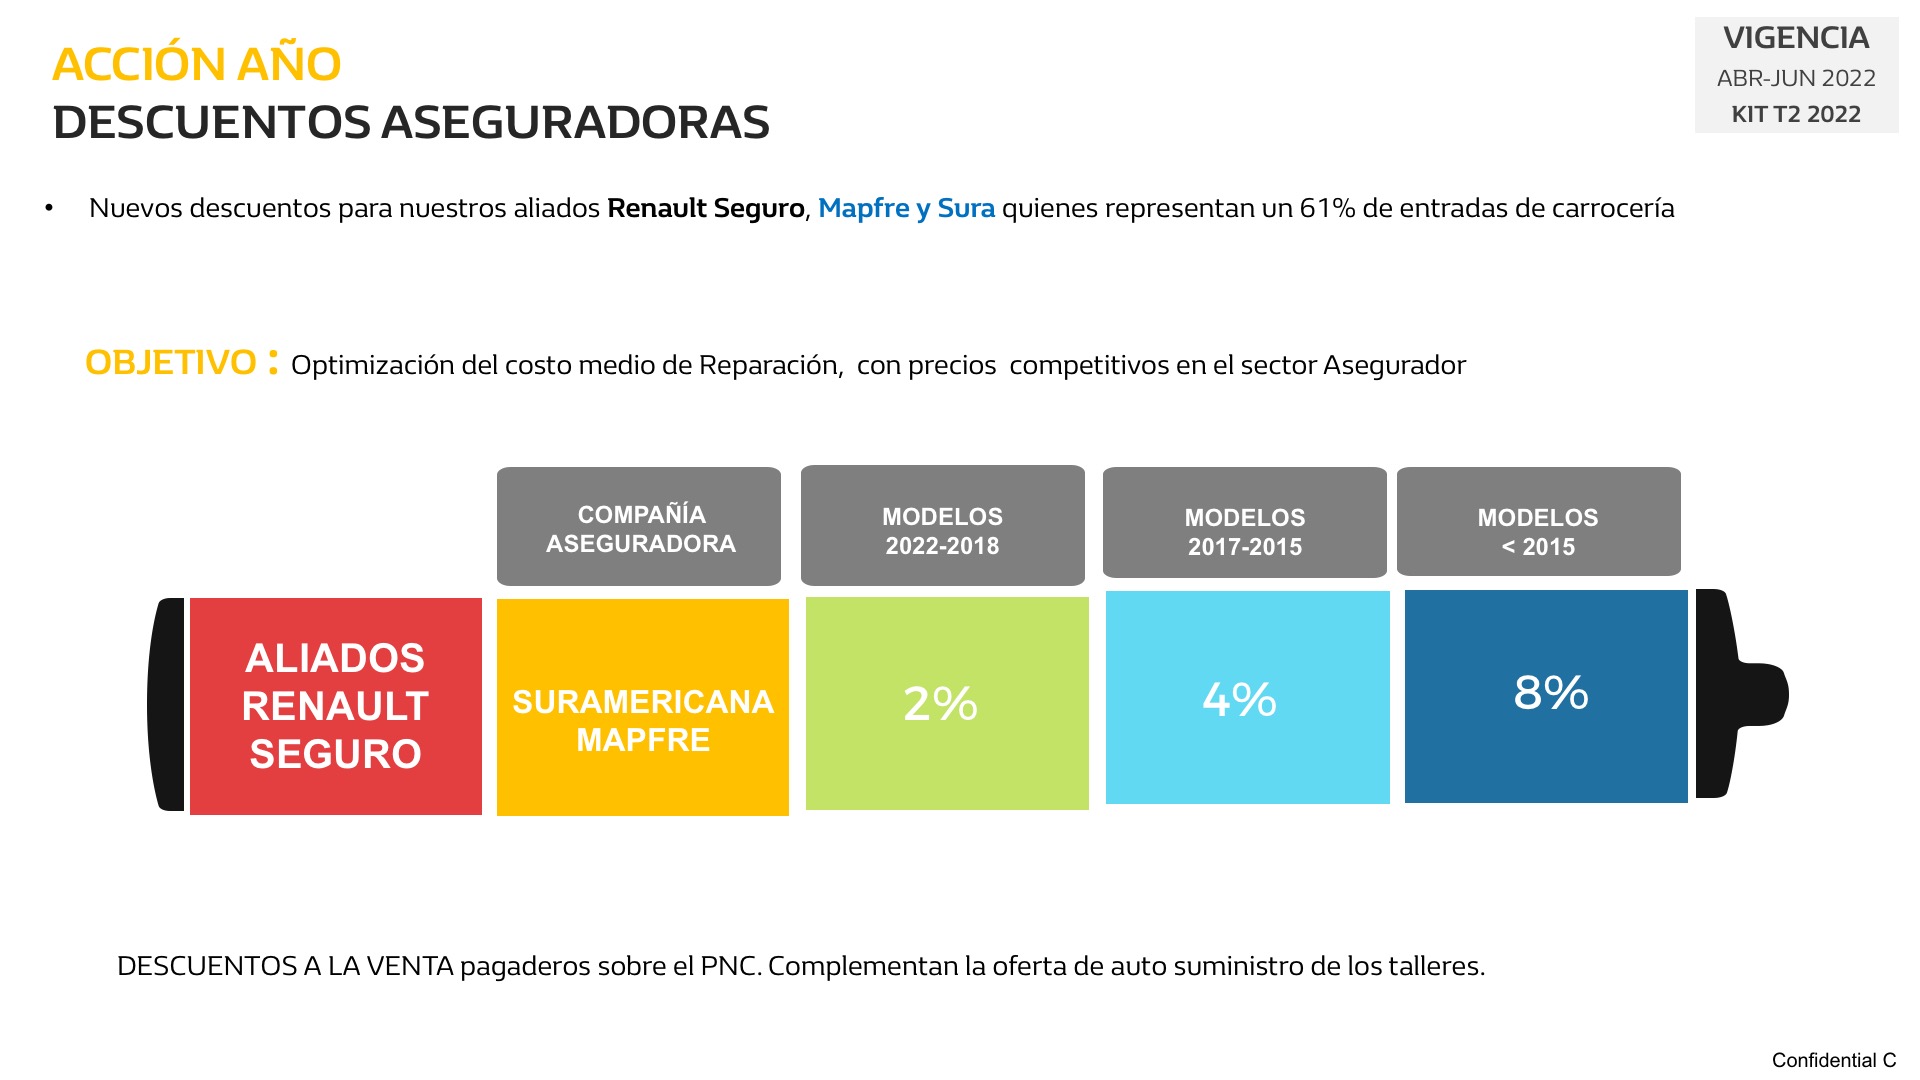 ACCIÓN AÑO
DESCUENTOS ASEGURADORAS
VIGENCIA
ABR-JUN 2022
KIT T2 2022
• Nuevos descuentos para nuestros aliados Renault Seguro, Mapfre y Sura quienes representan un 61% de entradas de carrocería
OBJETIVO : Optimización del costo medio de Reparación, con precios competitivos en el sector Asegurador
COMPAÑÍA
ASEGURADORA
MODELOS
2022-2018
MODELOS
2017-2015
MODELOS
< 2015
ALIADOS
RENAULT
SEGURO
SURAMERICANA
MAPFRE
2%
4%
8%
DESCUENTOS A LA VENTA pagaderos sobre el PNC. Complementan la oferta de auto suministro de los talleres.
Confidential C